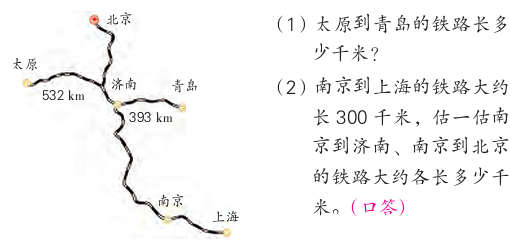 北京
太原
济南
青岛
532 km
393 km
南京
上海
(1) 太原到青岛的铁路长多
少千米？
(2) 南京到上海的铁路大约
长300千米，估一估南
京到济南、南京到北京
的铁路大约各长多少千
米。(口答)